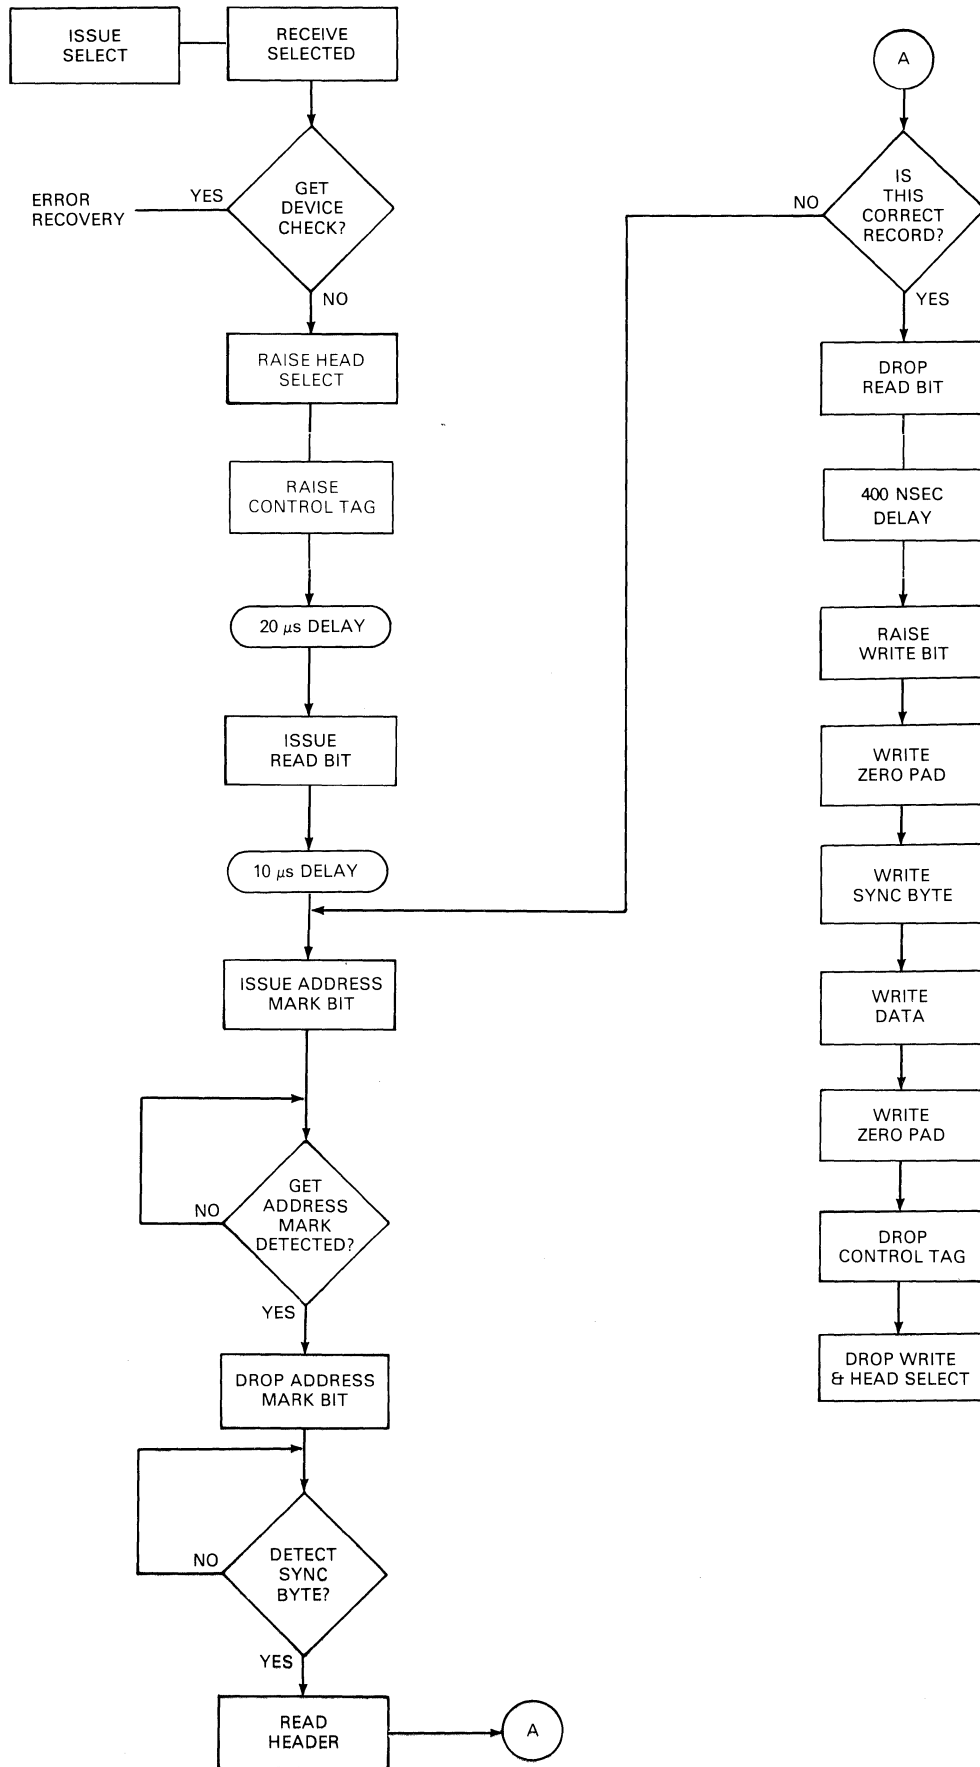 ISSUE
SELECT
RECEIVE
SELECTED
GET
DEVICE
CHECK?
YES
ERROR
RECOVERY
NO
RAISE HEAD
SELECT
RAISE
CONTROL TAG
20 μs DELAY
ISSUE
READ BIT
10 μs DELAY
ISSUE ADDRESS
MARK BIT
GET
ADDRESS
MARK
DETECTED?
NO
YES
DROP ADDRESS
MARK BIT
DETECT
SYNC
BYTE?
NO
YES
READ
HEADER
A
A
IS
THIS
CORRECT
RECORD?
NO
YES
DROP
READ BIT
400 NSEC
DELAY
RAISE
WRITE BIT
WRITE
ZERO PAD
WRITE
SYNC BYTE
WRITE
DATA
WRITE
ZERO PAD
DROP
CONTROL TAG
DROP WRITE
& HEAD SELECT